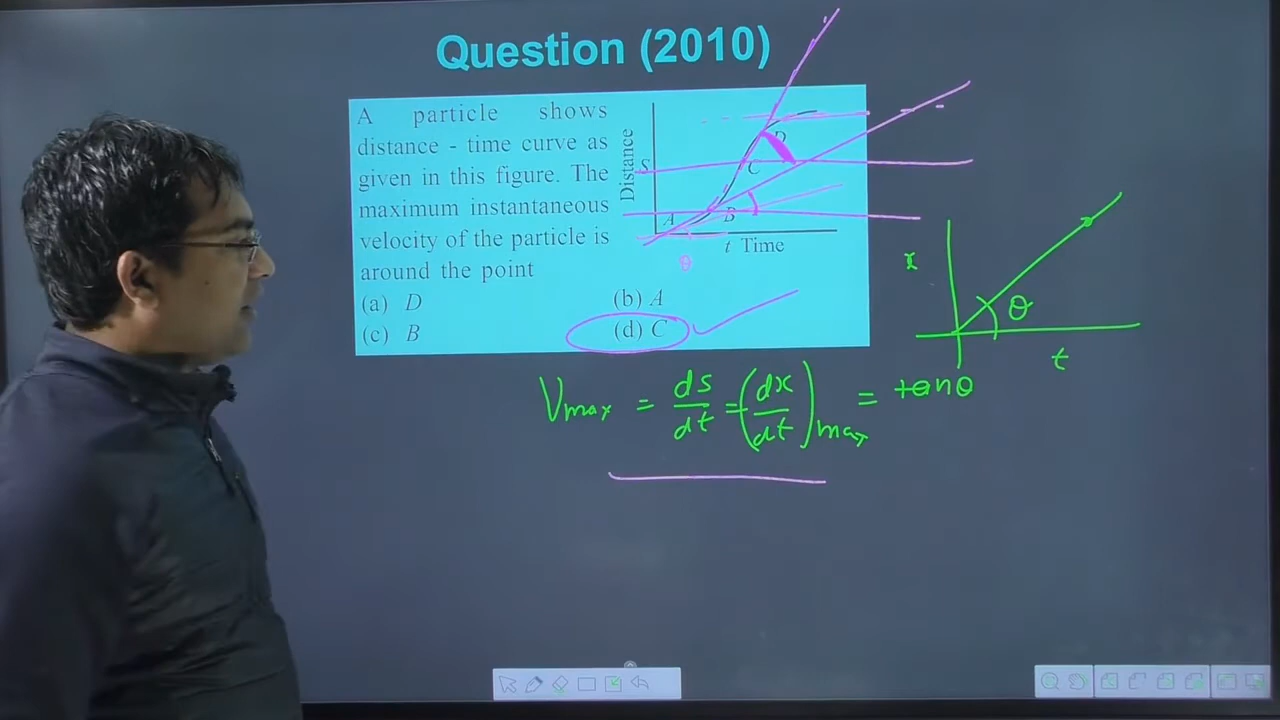 Question (2010)
A particle shows
distance - time curve as
given in this figure. The
maximum instantaneous
velocity of the particle is
around the point
(a) D
(b) A
(c) B
(d) C
Distance
S
D
C
A
B
t Time
θ
x
θ
t
Vmax = ds/dt = (dx/dt)max = tanθ